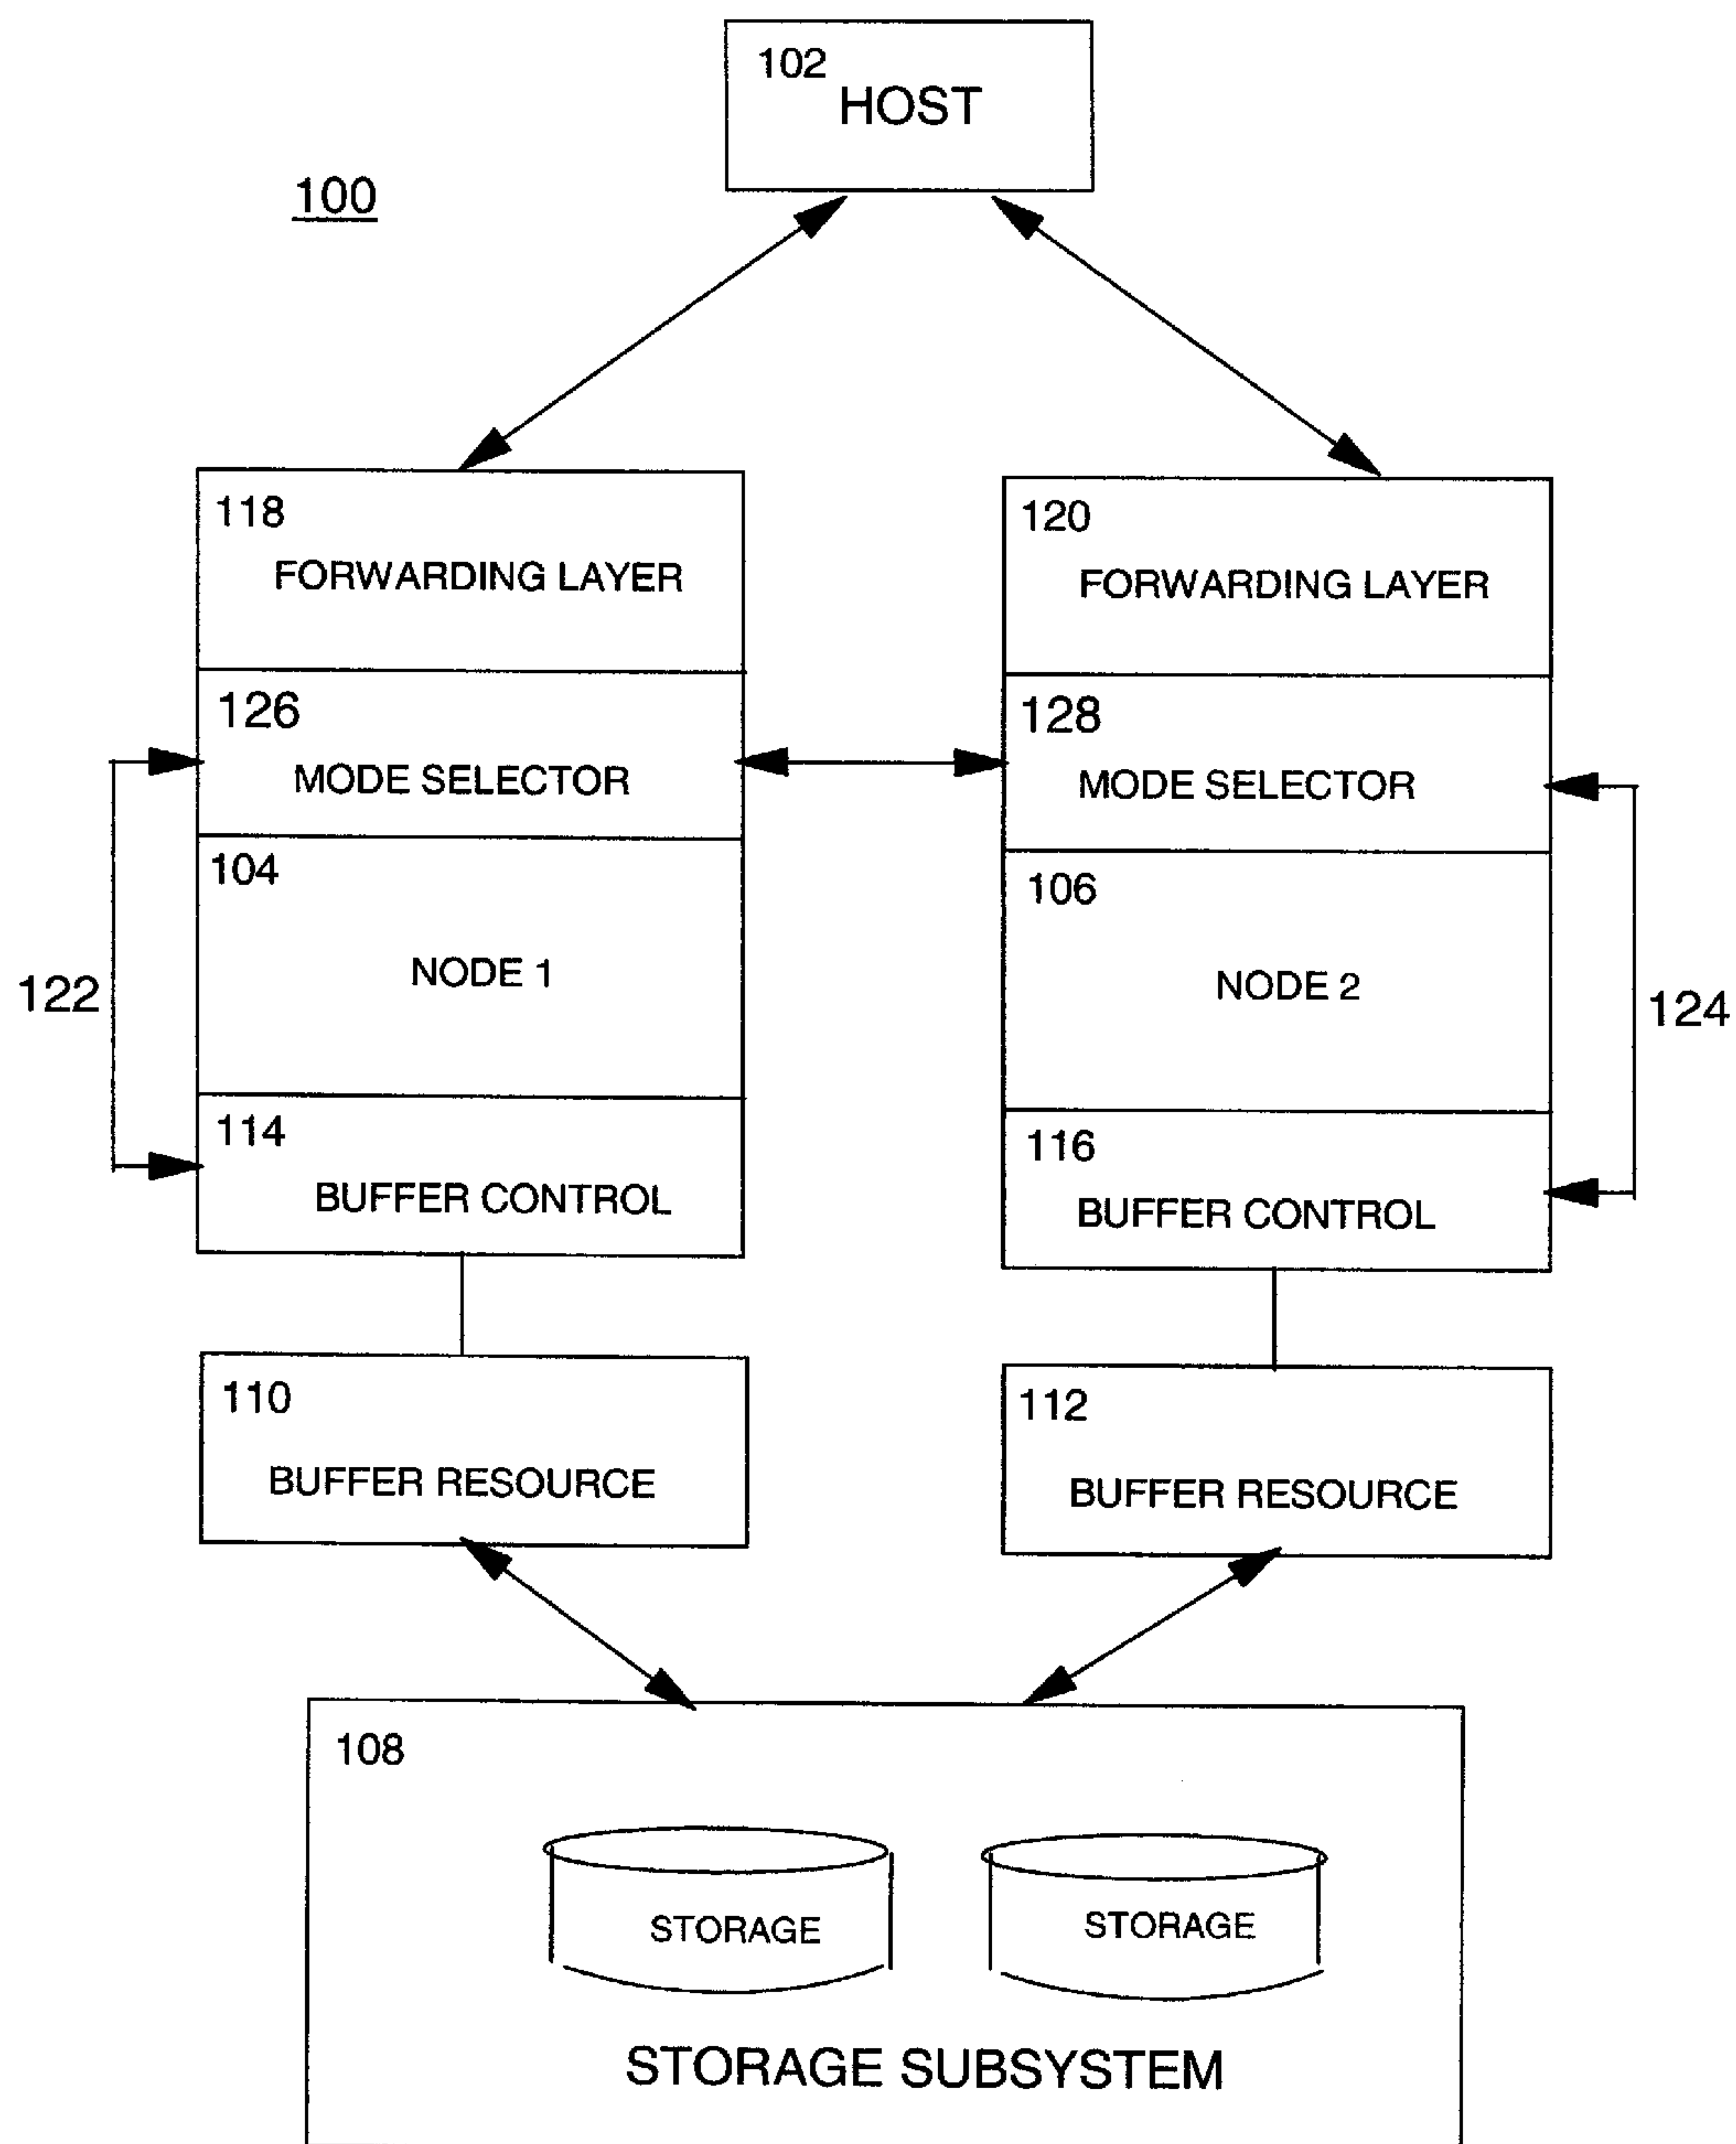 102
HOST
100
118
FORWARDING LAYER
120
FORWARDING LAYER
126
MODE SELECTOR
128
MODE SELECTOR
104
NODE 1
106
NODE 2
122
124
114
BUFFER CONTROL
116
BUFFER CONTROL
110
BUFFER RESOURCE
112
BUFFER RESOURCE
108
STORAGE
STORAGE
STORAGE SUBSYSTEM